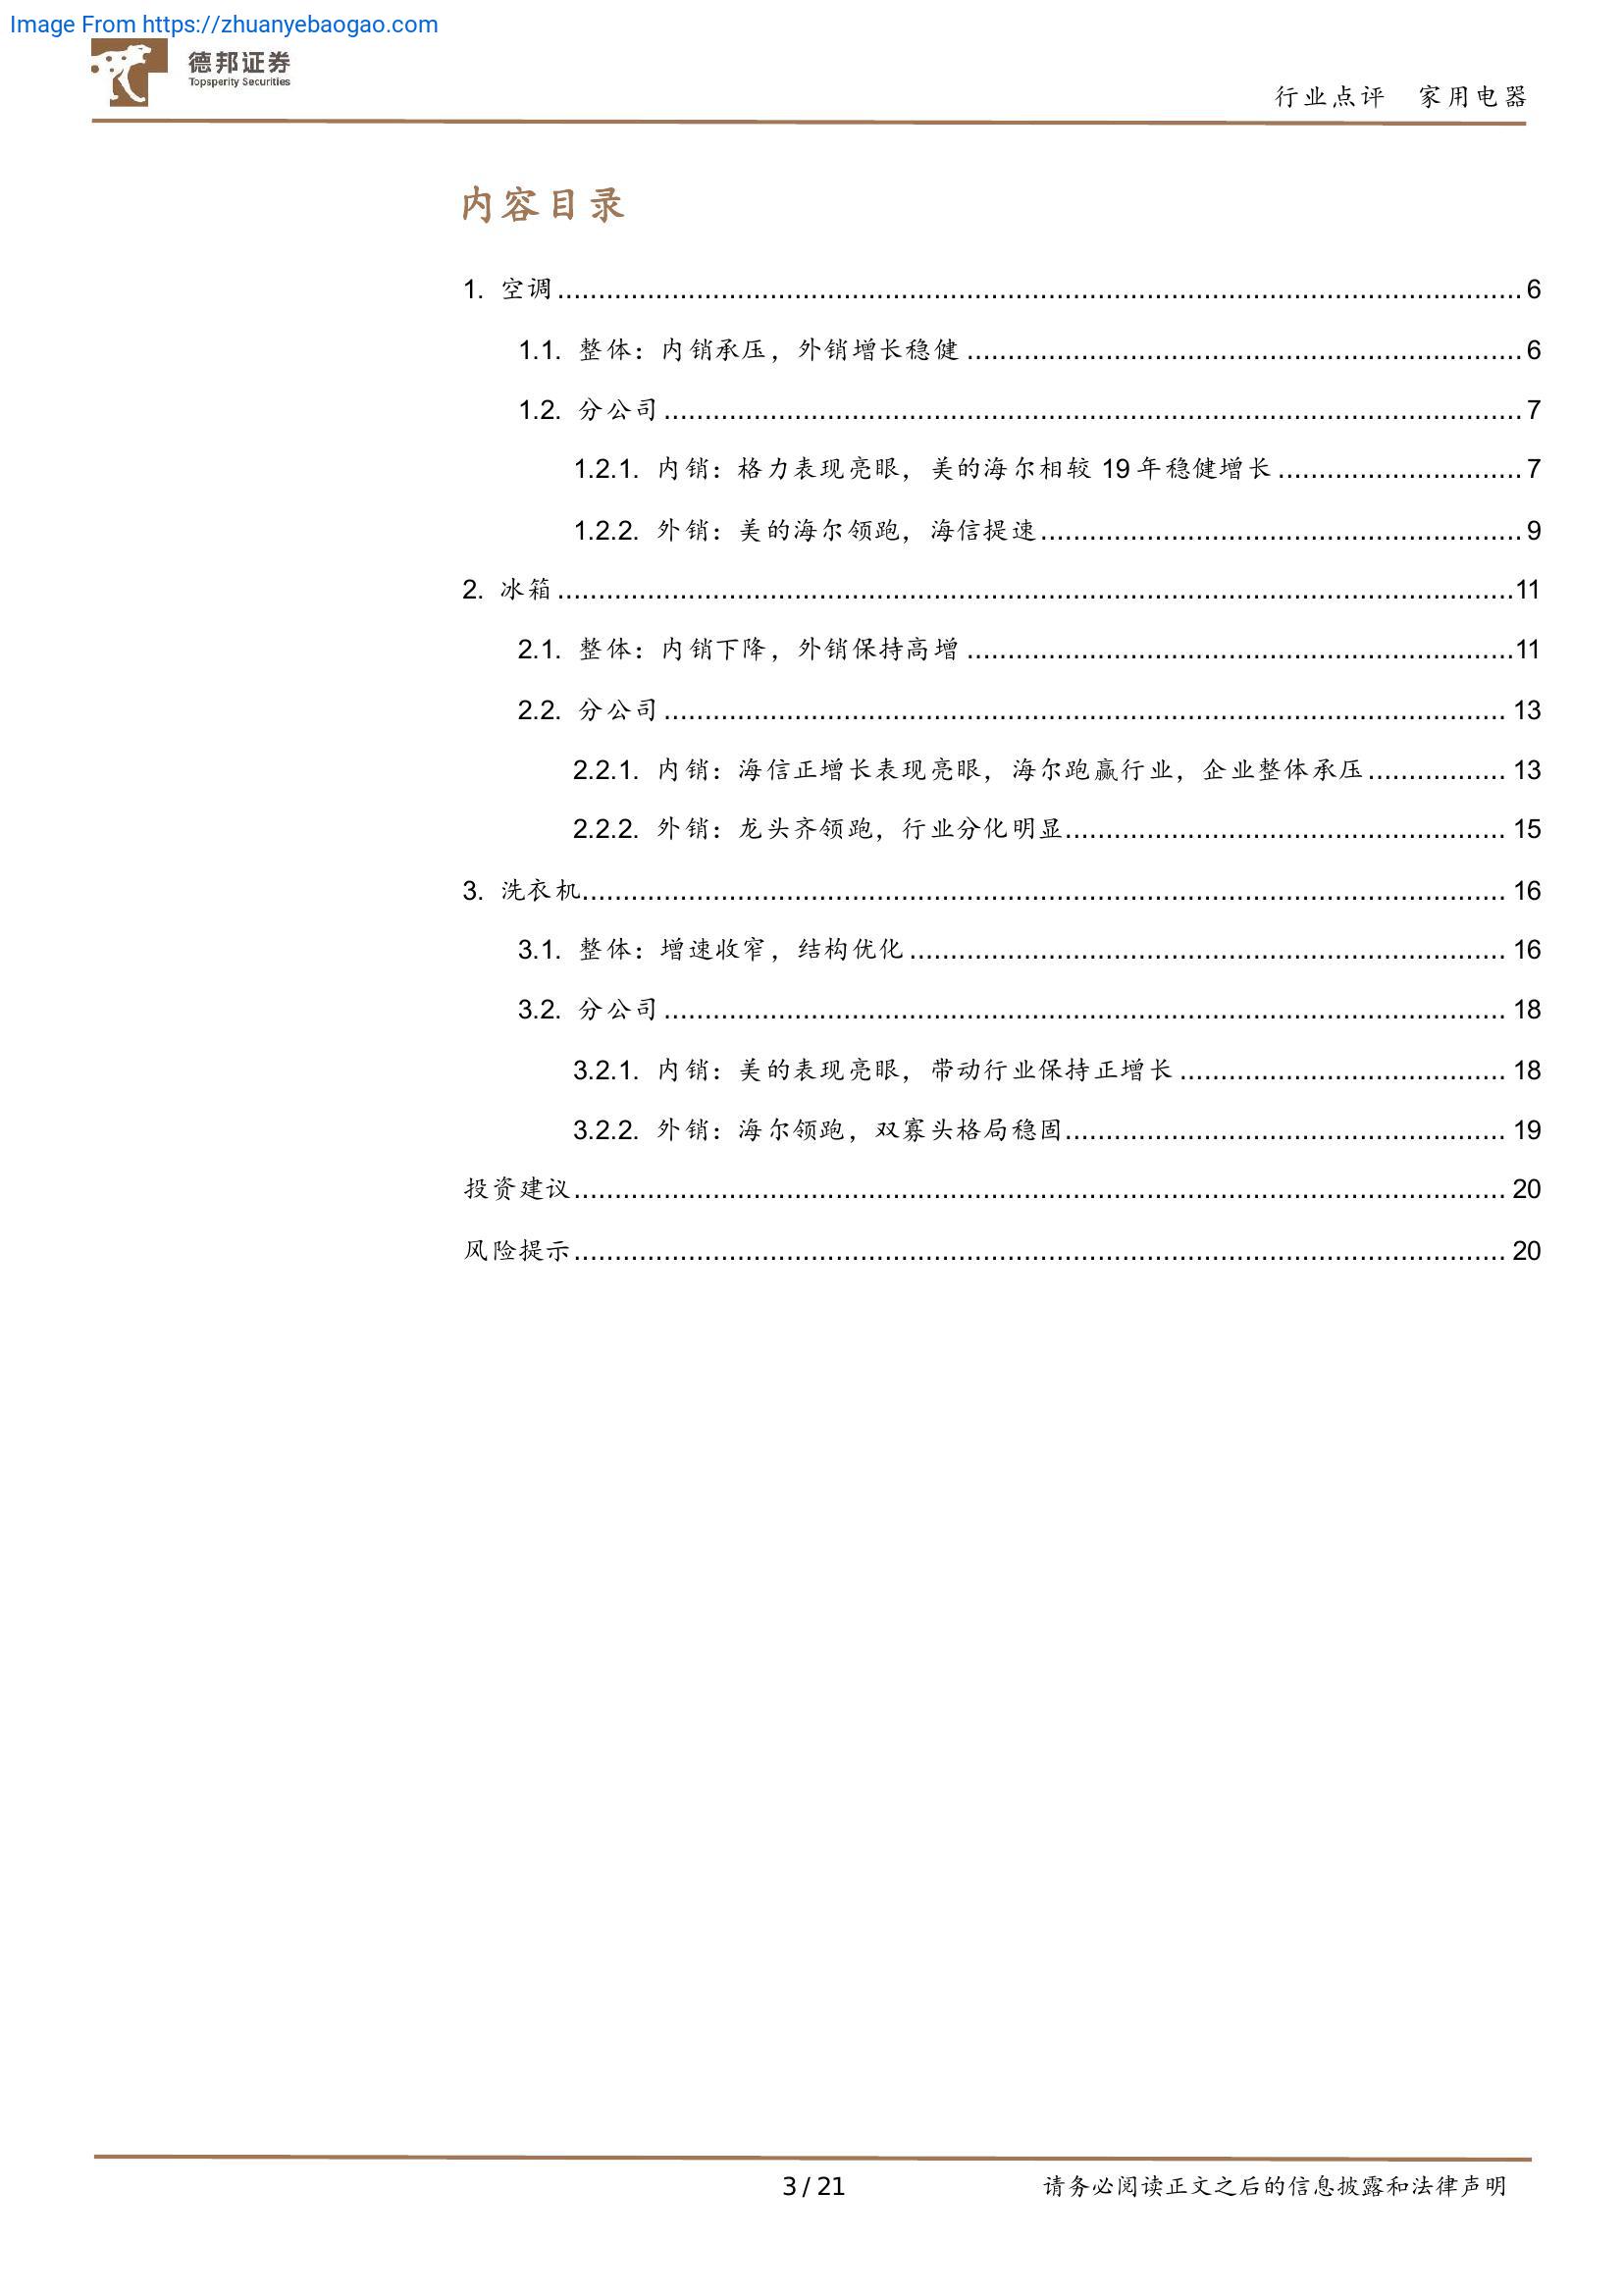 Image From https://zhuanyebaogao.com
德邦证券
Topsperity Securities
行业点评 家用电器
内容目录
1. 空调 6
1.1. 整体：内销承压，外销增长稳健 6
1.2. 分公司 7
1.2.1. 内销：格力表现亮眼，美的海尔相较 19 年稳健增长 7
1.2.2. 外销：美的海尔领跑，海信提速 9
2. 冰箱 11
2.1. 整体：内销下降，外销保持高增 11
2.2. 分公司 13
2.2.1. 内销：海信正增长表现亮眼，海尔跑赢行业，企业整体承压 13
2.2.2. 外销：龙头齐领跑，行业分化明显 15
3. 洗衣机 16
3.1. 整体：增速收窄，结构优化 16
3.2. 分公司 18
3.2.1. 内销：美的表现亮眼，带动行业保持正增长 18
3.2.2. 外销：海尔领跑，双寡头格局稳固 19
投资建议 20
风险提示 20
3 / 21
请务必阅读正文之后的信息披露和法律声明